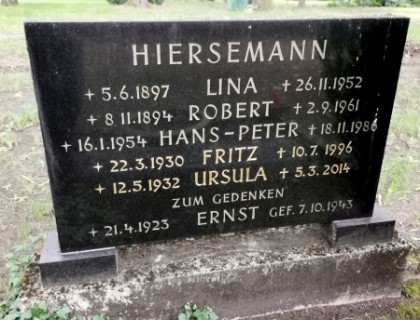 HIERSEMANN
+ 5.6.1897 LINA + 26.11.1952
+ 8.11.1894 ROBERT + 2.9.1961
+ 16.1.1954 HANS-PETER + 18.11.1986
+ 22.3.1930 FRITZ + 10.7.1996
+ 12.5.1932 URSULA + 5.3.2014
ZUM GEDENKEN
+ 21.4.1923 ERNST GEF. 7.10.1943